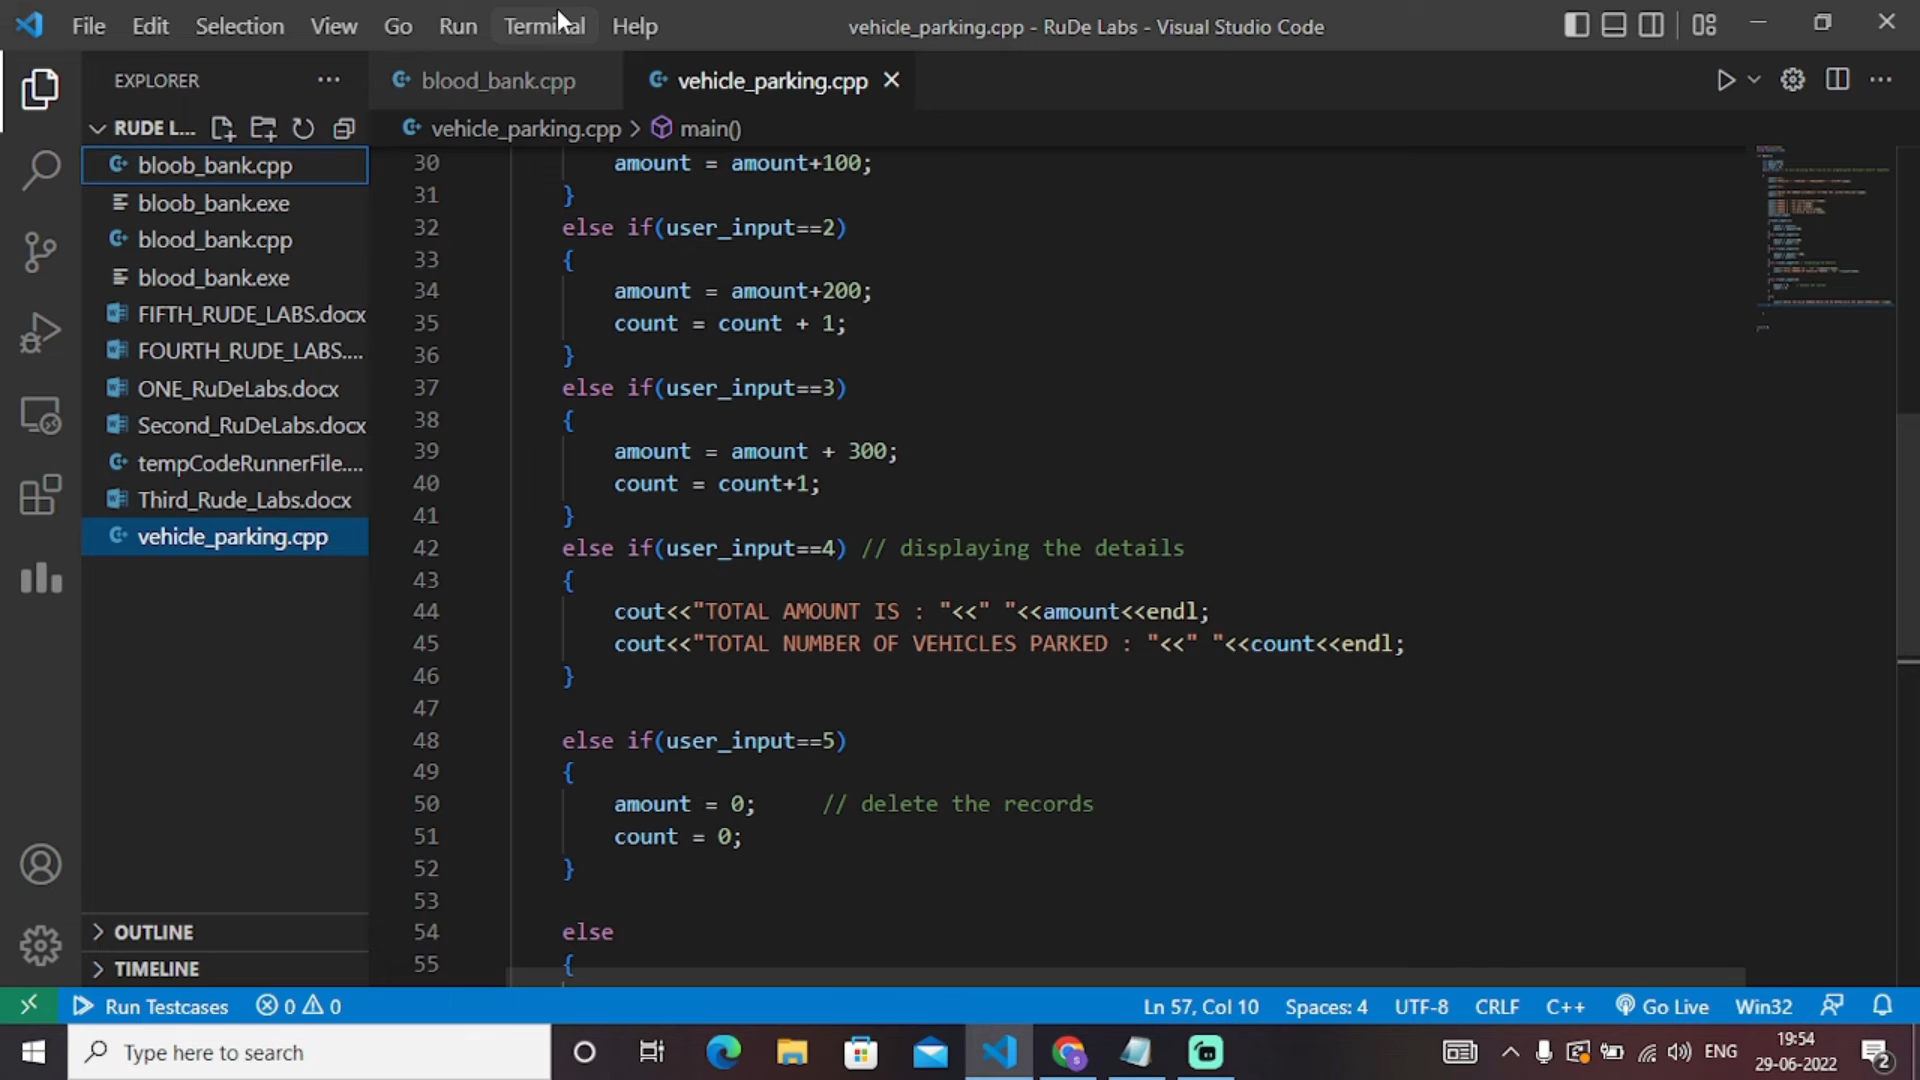 File Edit Selection View Go Run Terminal Help vehicle_parking.cpp - RuDe Labs - Visual Studio Code
EXPLORER
blood_bank.cpp
vehicle_parking.cpp
RUDE L...
vehicle_parking.cpp > main()
bloob_bank.cpp
bloob_bank.exe
blood_bank.cpp
blood_bank.exe
FIFTH_RUDE_LABS.docx
FOURTH_RUDE_LABS....
ONE_RuDeLabs.docx
Second_RuDeLabs.docx
tempCodeRunnerFile....
Third_Rude_Labs.docx
vehicle_parking.cpp
OUTLINE
TIMELINE
30 amount = amount+100;
31 }
32 else if(user_input==2)
33 {
34 amount = amount+200;
35 count = count + 1;
36 }
37 else if(user_input==3)
38 {
39 amount = amount + 300;
40 count = count+1;
41 }
42 else if(user_input==4) // displaying the details
43 {
44 cout<<"TOTAL AMOUNT IS : "<<" "<<amount<<endl;
45 cout<<"TOTAL NUMBER OF VEHICLES PARKED : "<<" "<<count<<endl;
46 }
47
48 else if(user_input==5)
49 {
50 amount = 0; // delete the records
51 count = 0;
52 }
53
54 else
55 {
Run Testcases 0 0 Ln 57, Col 10 Spaces: 4 UTF-8 CRLF C++ Go Live Win32
Type here to search
ENG
19:54
29-06-2022
2